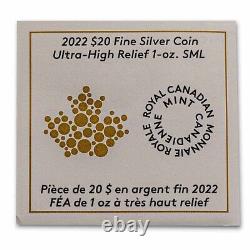 2022 $20 Fine Silver Coin
Ultra-High Relief 1-oz. SML
ROYAL CANADIAN MINT
MONNAIE ROYALE CANADIENNE
Pièce de 20 $ en argent fin 2022
FÉA de 1 oz à très haut relief